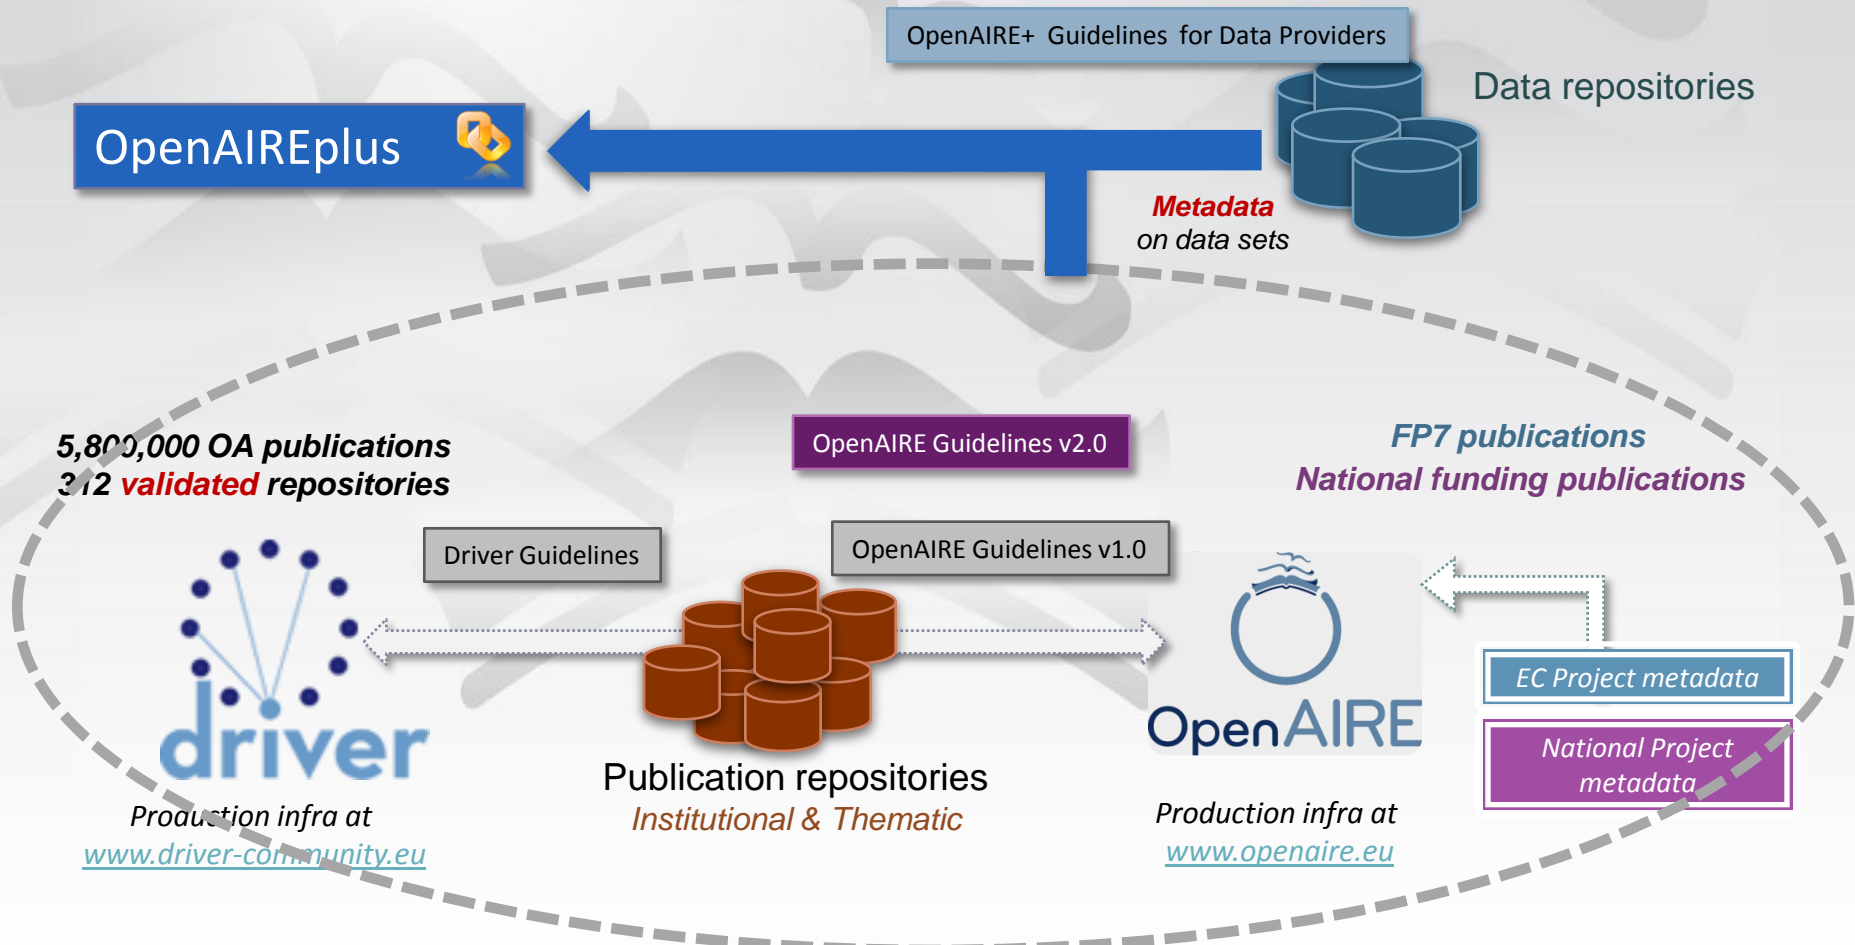 OpenAIRE+ Guidelines for Data Providers
Data repositories
OpenAIREplus
Metadata
on data sets
5,800,000 OA publications
312 validated repositories
OpenAIRE Guidelines v2.0
FP7 publications
National funding publications
Driver Guidelines
OpenAIRE Guidelines v1.0
driver
OpenAIRE
EC Project metadata
National Project
metadata
Publication repositories
Institutional & Thematic
Production infra at
www.driver-community.eu
Production infra at
www.openaire.eu